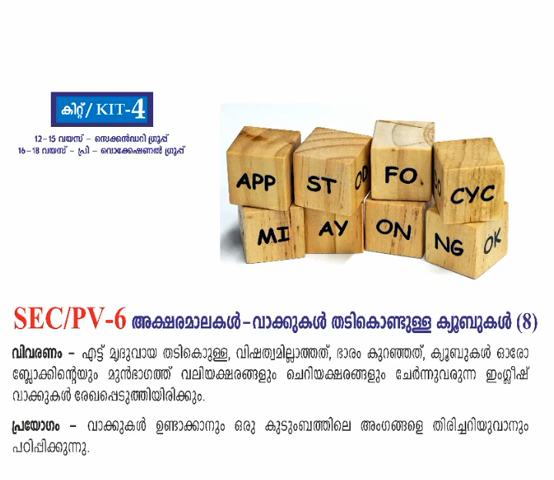 കിറ്റ്/ KIT-4
12-15 വയസ് - സെക്കൻഡറി ഗ്രൂപ്പ്
16-18 വയസ് - പ്രി - വൊക്കേഷണൽ ഗ്രൂപ്പ്
APP ST OD FO CYC
MI AY ON NG OK
SEC/PV-6 അക്ഷരമാലകൾ-വാക്കുകൾ തടികൊണ്ടുള്ള ക്യൂബുകൾ (8)
വിവരണം - എട്ട് മൃദുവായ തടികൊുള്ള, വിഷത്വമില്ലാത്തത്, ഭാരം കുറഞ്ഞത്, ക്യൂബുകൾ ഓരോ
ബ്ലോക്കിന്റെയും മുൻഭാഗത്ത് വലിയക്ഷരങ്ങളും ചെറിയക്ഷരങ്ങളും ചേർന്നുവരുന്ന ഇംഗ്ലീഷ്
വാക്കുകൾ രേഖപ്പെടുത്തിയിരിക്കും.
പ്രയോഗം - വാക്കുകൾ ഉണ്ടാക്കാനും ഒരു കുടുംബത്തിലെ അംഗങ്ങളെ തിരിച്ചറിയുവാനും
പഠിപ്പിക്കുന്നു.